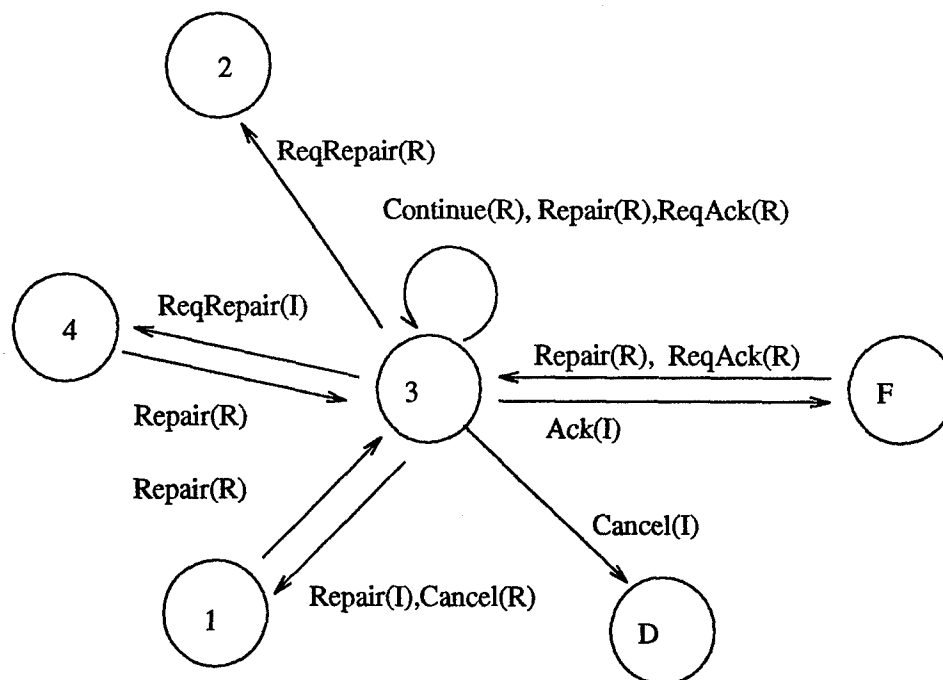 2
ReqRepair(R)
Continue(R), Repair(R),ReqAck(R)
ReqRepair(I)
4
Repair(R), ReqAck(R)
3
F
Repair(R)
Ack(I)
Repair(R)
Cancel(I)
Repair(I),Cancel(R)
1
D